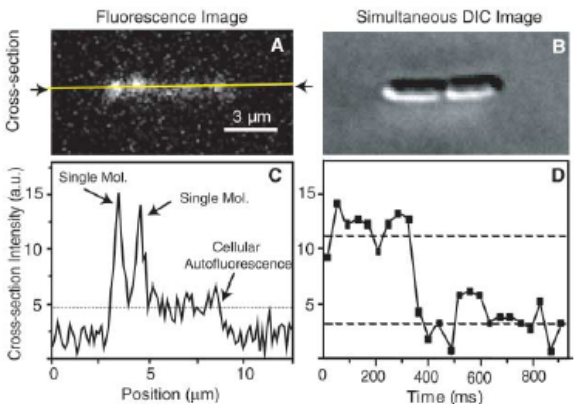 Fluorescence Image
Simultaneous DIC Image
Cross-section
A
3 µm
B
Cross-section Intensity (a.u.)
15
10
5
0
Single Mol.
Single Mol.
C
Cellular
Autofluorescence
0
5
10
Position (µm)
D
15
10
5
0
0
200
400
600
800
Time (ms)